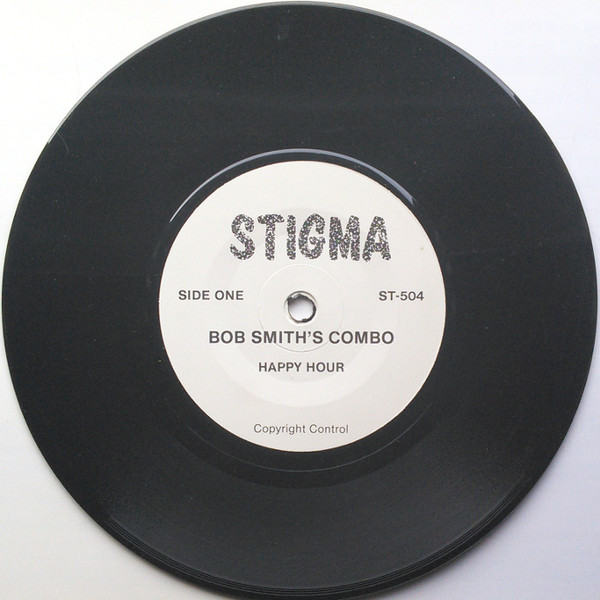 STIGMA
SIDE ONE ST-504
BOB SMITH'S COMBO
HAPPY HOUR
Copyright Control